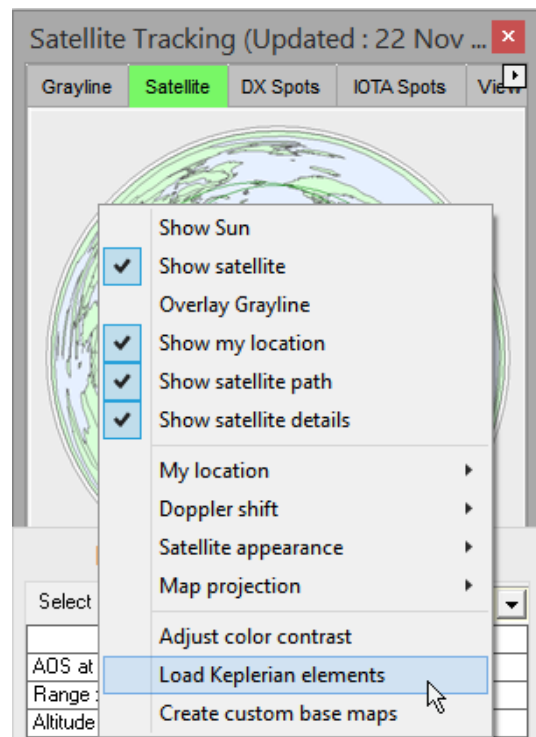 Satellite Tracking (Updated : 22 Nov ...
Grayline Satellite DX Spots IOTA Spots View
Show Sun
Show satellite
Overlay Grayline
Show my location
Show satellite path
Show satellite details
My location
Doppler shift
Satellite appearance
Map projection
Select
Adjust color contrast
AOS at
Load Keplerian elements
Range :
Create custom base maps
Altitude